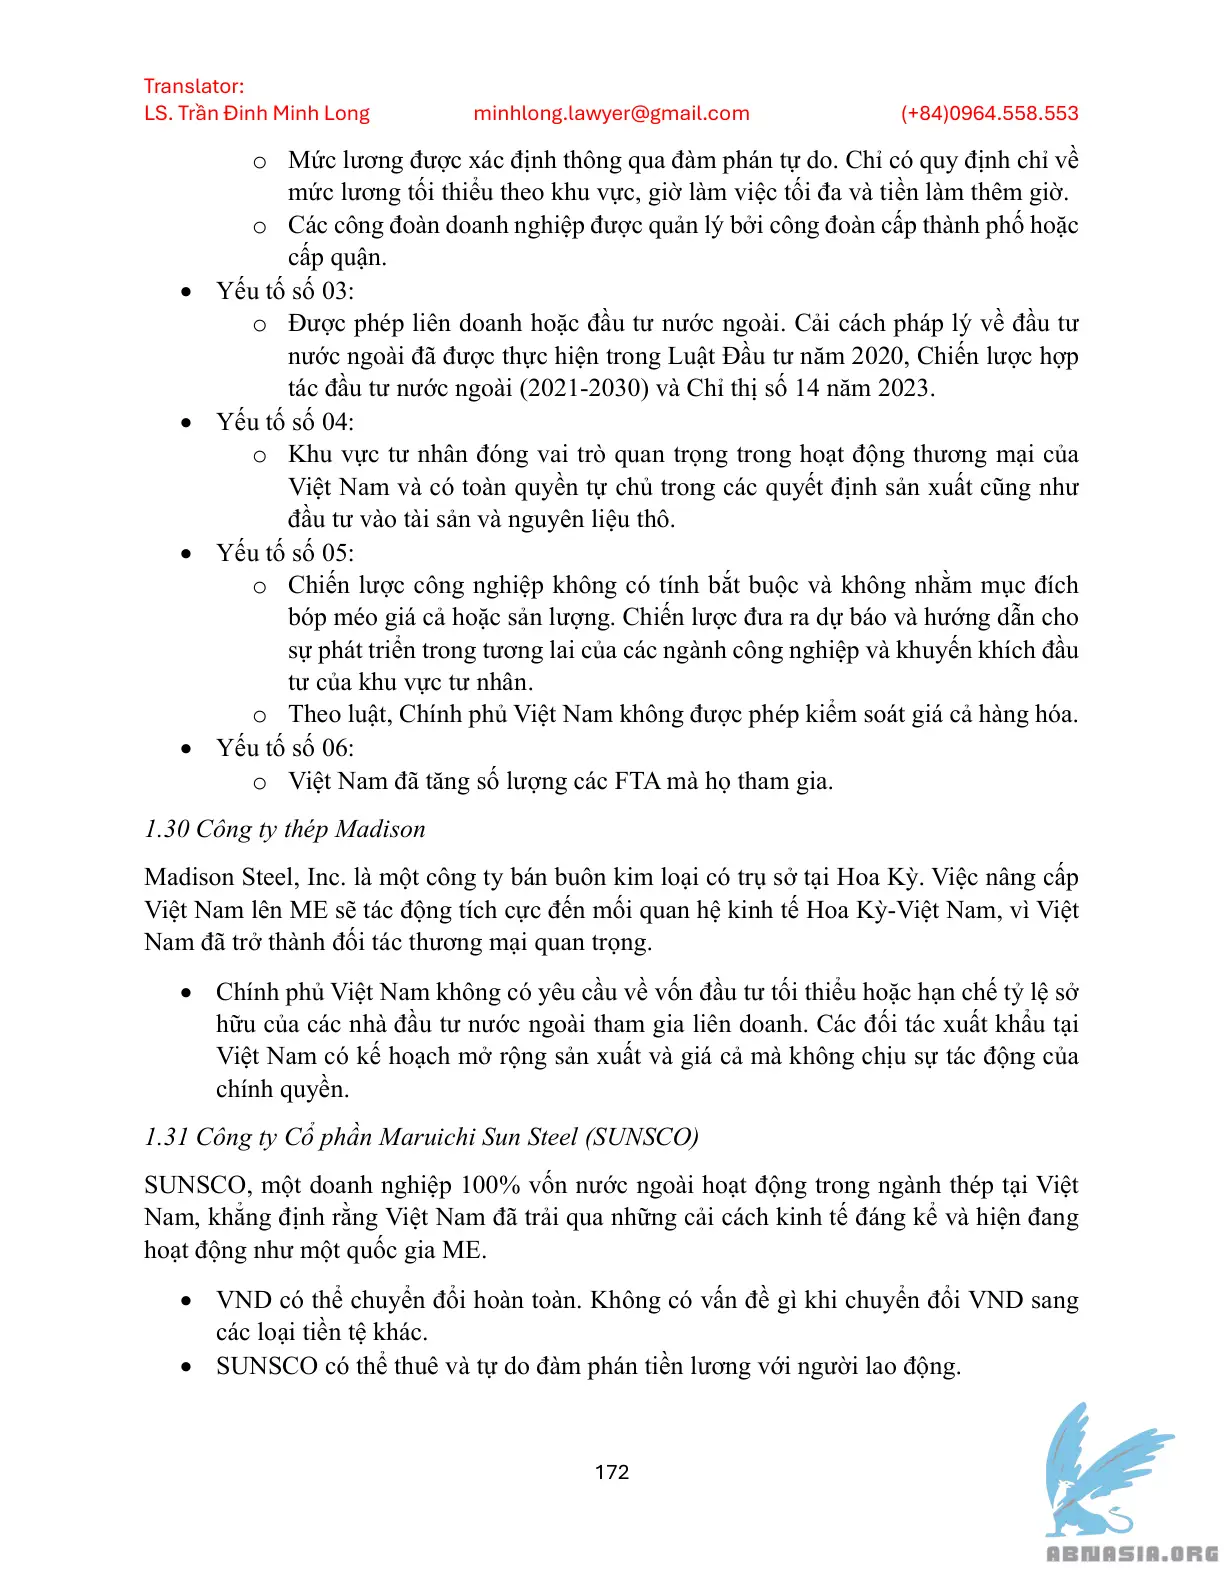 Translator:
LS. Trần Đinh Minh Long minhlong.lawyer@gmail.com (+84)0964.558.553
o Mức lương được xác định thông qua đàm phán tự do. Chỉ có quy định chỉ về
mức lương tối thiểu theo khu vực, giờ làm việc tối đa và tiền làm thêm giờ.
o Các công đoàn doanh nghiệp được quản lý bởi công đoàn cấp thành phố hoặc
cấp quận.
• Yếu tố số 03:
o Được phép liên doanh hoặc đầu tư nước ngoài. Cải cách pháp lý về đầu tư
nước ngoài đã được thực hiện trong Luật Đầu tư năm 2020, Chiến lược hợp
tác đầu tư nước ngoài (2021-2030) và Chỉ thị số 14 năm 2023.
• Yếu tố số 04:
o Khu vực tư nhân đóng vai trò quan trọng trong hoạt động thương mại của
Việt Nam và có toàn quyền tự chủ trong các quyết định sản xuất cũng như
đầu tư vào tài sản và nguyên liệu thô.
• Yếu tố số 05:
o Chiến lược công nghiệp không có tính bắt buộc và không nhằm mục đích
bóp méo giá cả hoặc sản lượng. Chiến lược đưa ra dự báo và hướng dẫn cho
sự phát triển trong tương lai của các ngành công nghiệp và khuyến khích đầu
tư của khu vực tư nhân.
o Theo luật, Chính phủ Việt Nam không được phép kiểm soát giá cả hàng hóa.
• Yếu tố số 06:
o Việt Nam đã tăng số lượng các FTA mà họ tham gia.
1.30 Công ty thép Madison
Madison Steel, Inc. là một công ty bán buôn kim loại có trụ sở tại Hoa Kỳ. Việc nâng cấp
Việt Nam lên ME sẽ tác động tích cực đến mối quan hệ kinh tế Hoa Kỳ-Việt Nam, vì Việt
Nam đã trở thành đối tác thương mại quan trọng.
• Chính phủ Việt Nam không có yêu cầu về vốn đầu tư tối thiểu hoặc hạn chế tỷ lệ sở
hữu của các nhà đầu tư nước ngoài tham gia liên doanh. Các đối tác xuất khẩu tại
Việt Nam có kế hoạch mở rộng sản xuất và giá cả mà không chịu sự tác động của
chính quyền.
1.31 Công ty Cổ phần Maruichi Sun Steel (SUNSCO)
SUNSCO, một doanh nghiệp 100% vốn nước ngoài hoạt động trong ngành thép tại Việt
Nam, khẳng định rằng Việt Nam đã trải qua những cải cách kinh tế đáng kể và hiện đang
hoạt động như một quốc gia ME.
• VND có thể chuyển đổi hoàn toàn. Không có vấn đề gì khi chuyển đổi VND sang
các loại tiền tệ khác.
• SUNSCO có thể thuê và tự do đàm phán tiền lương với người lao động.
172
ABNASIA.ORG